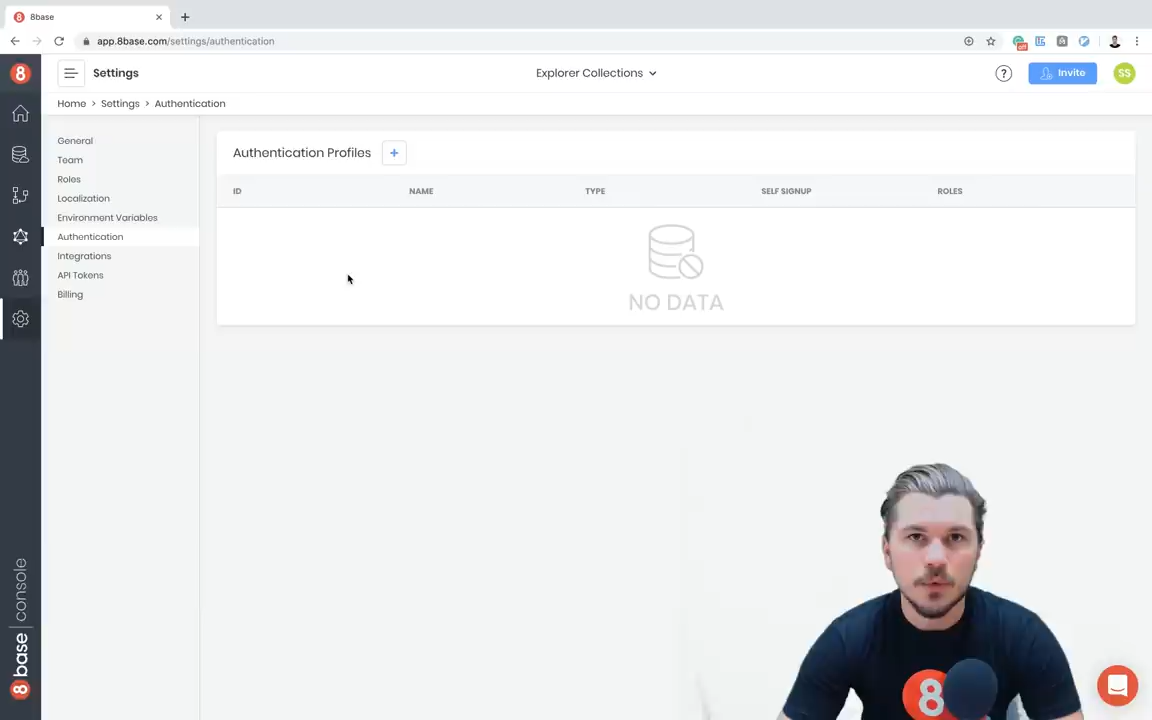 8base
app.8base.com/settings/authentication
8
Settings
Explorer Collections
Invite
SS
Home > Settings > Authentication
General
Team
Roles
Localization
Environment Variables
Authentication
Integrations
API Tokens
Billing
Authentication Profiles +
ID NAME TYPE SELF SIGNUP ROLES
NO DATA
8base console
8